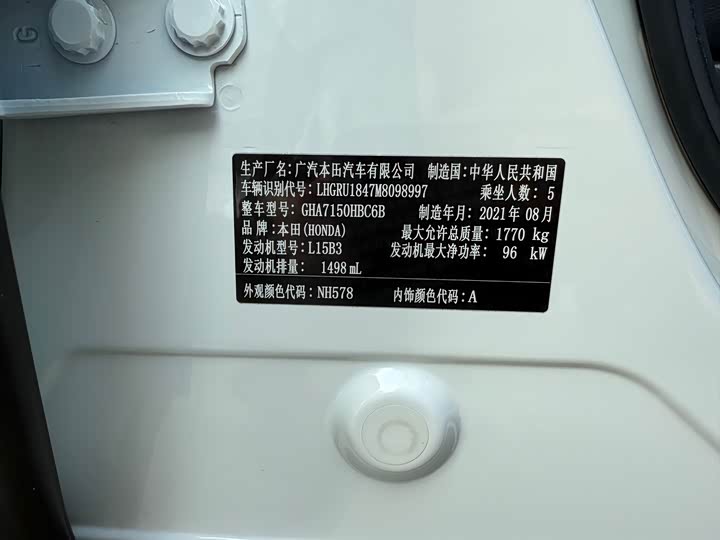 G
生产厂名:广汽本田汽车有限公司 制造国:中华人民共和国
车辆识别代号:LHGRU1847M8098997 乘坐人数:5
整车型号:GHA7150HBC6B 制造年月:2021年08月
品牌:本田(HONDA) 最大允许总质量:1770 kg
发动机型号:L15B3 发动机最大净功率:96 kW
发动机排量: 1498 mL
外观颜色代码:NH578 内饰颜色代码:A